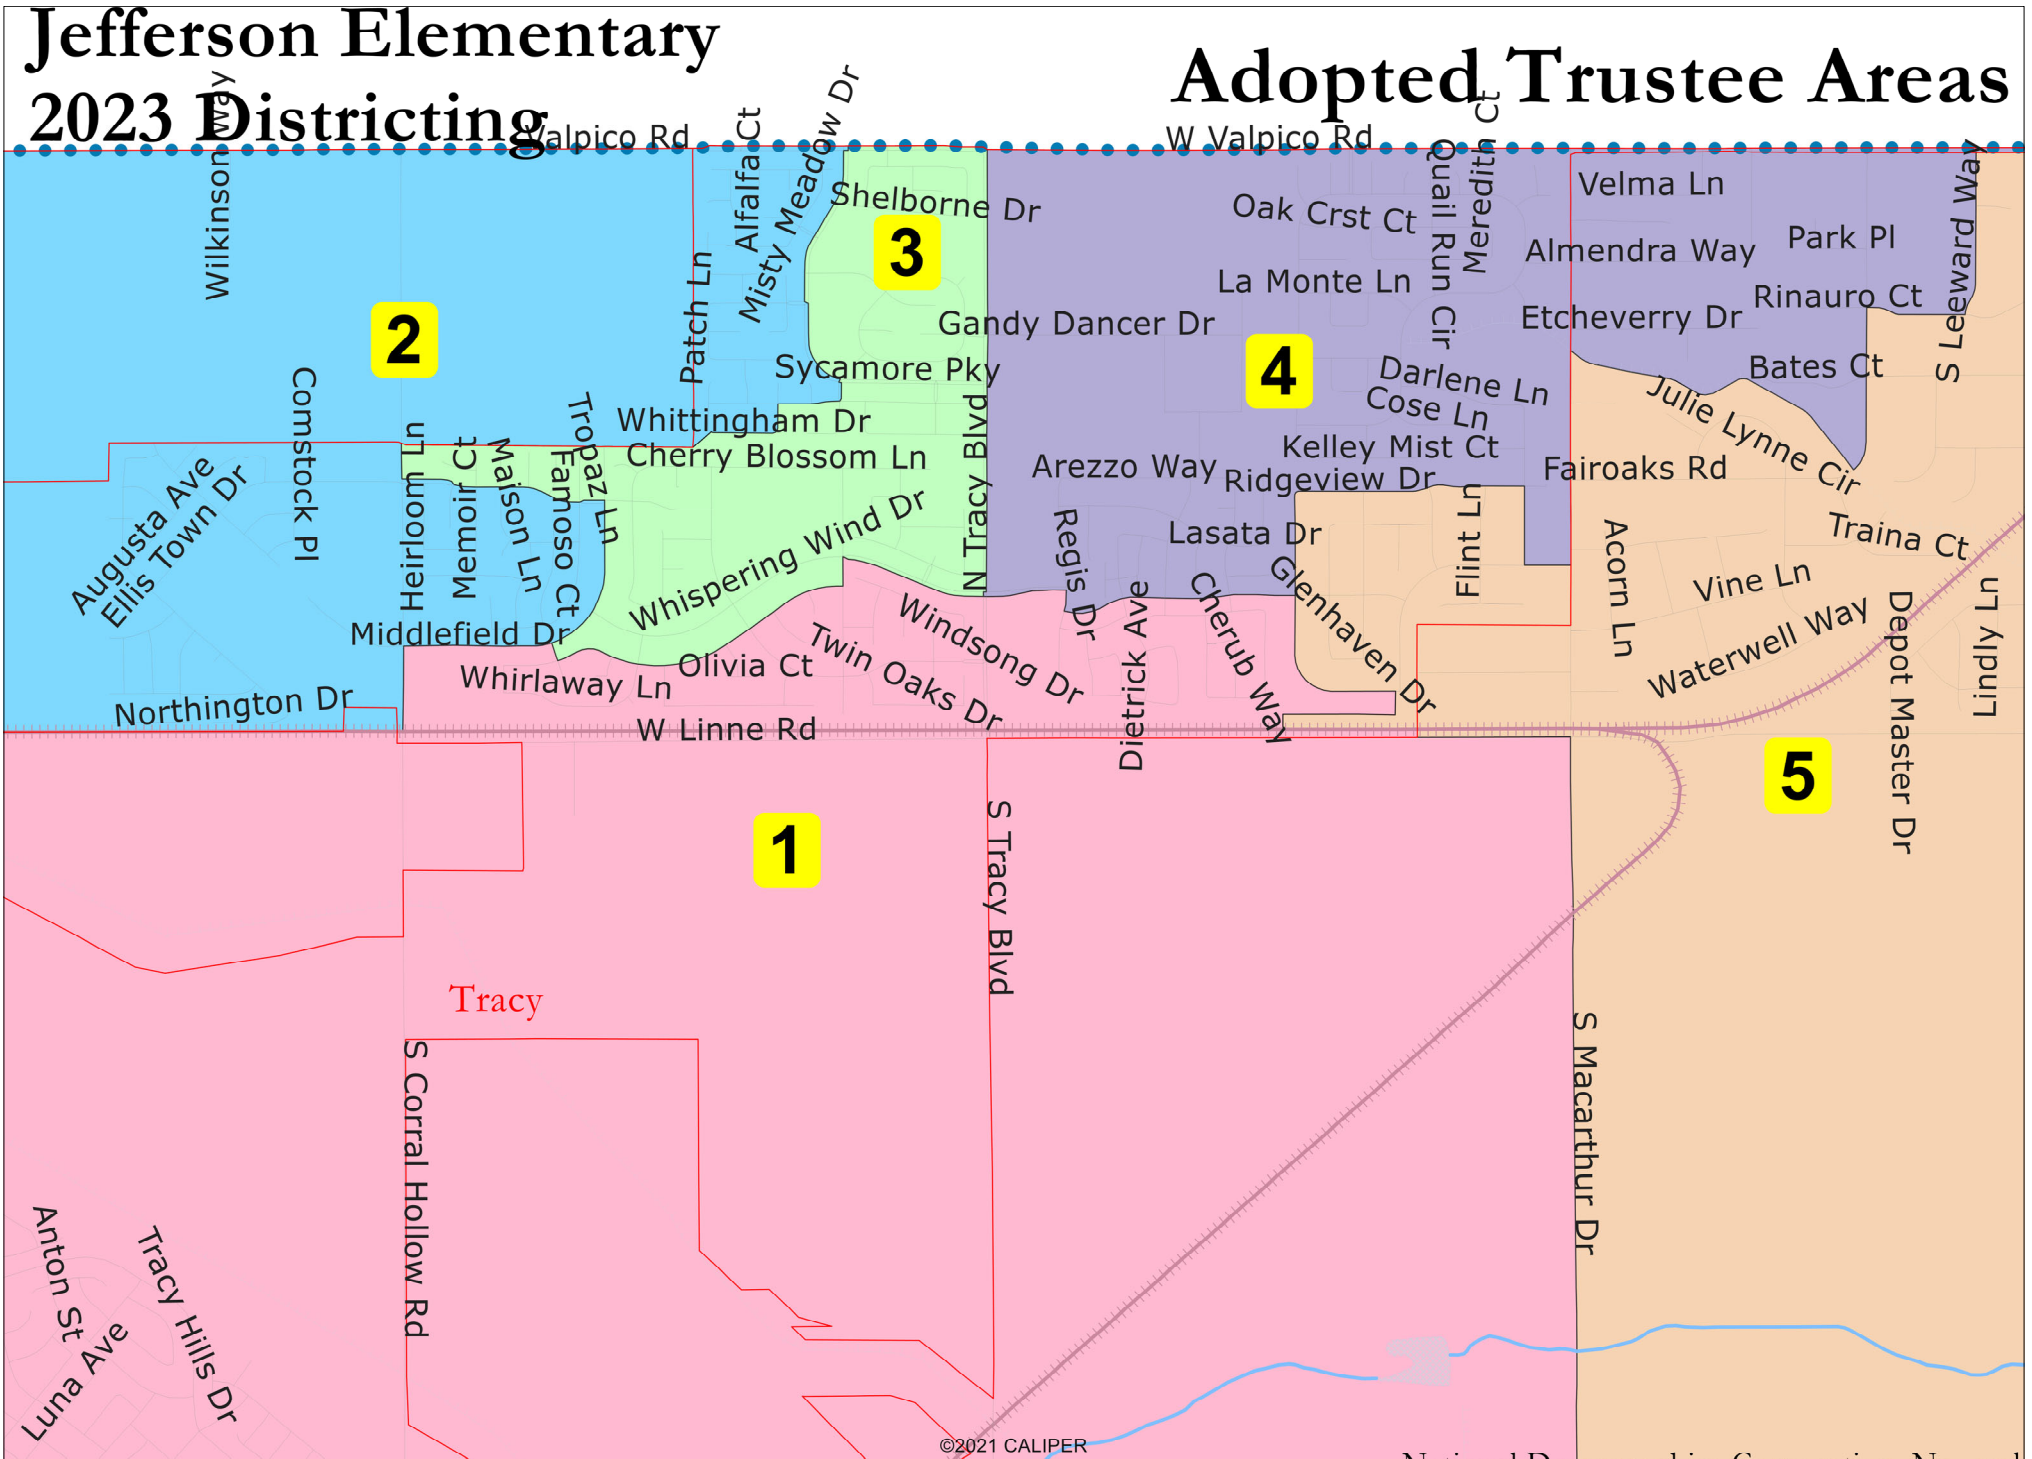 Jefferson Elementary
2023 Districting
Adopted Trustee Areas
Valpico Rd
W Valpico Rd
Wilkinson Way
Alfalfa Ct
Misty Meadow Dr
Patch Ln
Shelborne Dr
3
Oak Crst Ct
Quail Run Cir
Meredith Ct
Velma Ln
Almendra Way
Park Pl
S Leeward Way
La Monte Ln
Rinauro Ct
Etcheverry Dr
Gandy Dancer Dr
2
4
Sycamore Pky
Darlene Ln
Cose Ln
Bates Ct
Julie Lynne Cir
Comstock Pl
Whittingham Dr
Cherry Blossom Ln
N Tracy Blvd
Kelley Mist Ct
Arezzo Way
Ridgeview Dr
Fairoaks Rd
Augusta Ave
Ellis Town Dr
Heirloom Ln
Memoir Ct
Maison Ln
Famoso Ct
Tropaz Ln
Whispering Wind Dr
Regis Dr
Lasata Dr
Flint Ln
Glenhaven Dr
Acorn Ln
Traina Ct
Vine Ln
Waterwell Way
Depot Master Dr
Lindly Ln
Middlefield Dr
Windsong Dr
Twin Oaks Dr
Dietrick Ave
Cherub Way
Olivia Ct
Whirlaway Ln
Northington Dr
W Linne Rd
5
1
S Tracy Blvd
Tracy
S Corral Hollow Rd
S Macarthur Dr
Anton St
Luna Ave
Tracy Hills Dr
©2021 CALIPER